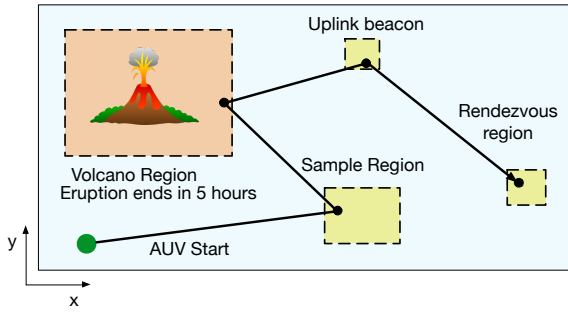 Uplink beacon
Rendezvous
region
Volcano Region
Eruption ends in 5 hours
Sample Region
AUV Start
y
x